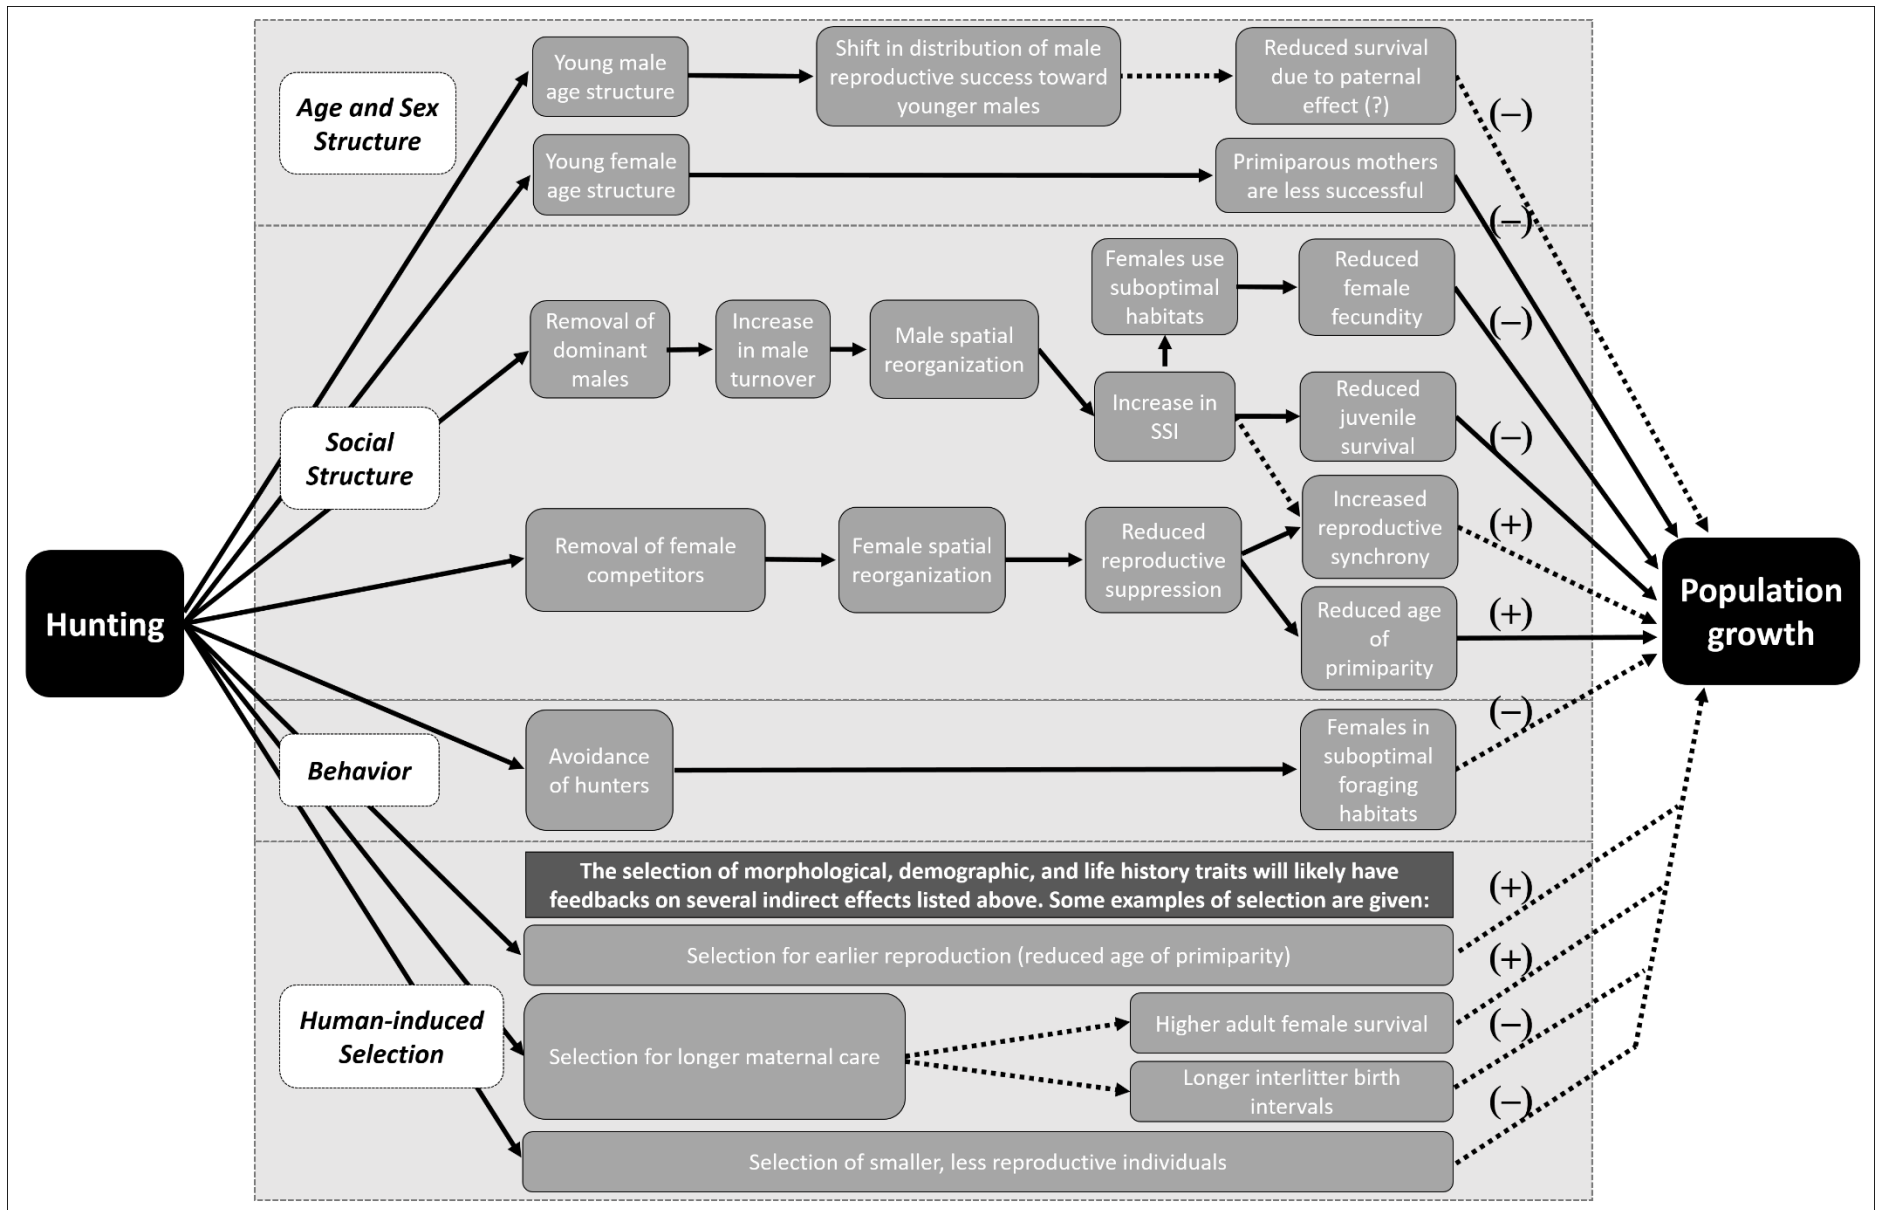 Hunting
Age and Sex
Structure
Young male
age structure
Shift in distribution of male
reproductive success toward
younger males
Reduced survival
due to paternal
effect (?)
(−)
Young female
age structure
Primiparous mothers
are less successful
(−)
Social
Structure
Removal of
dominant
males
Increase
in male
turnover
Male spatial
reorganization
Increase in
SSI
Females use
suboptimal
habitats
Reduced
female
fecundity
(−)
Reduced
juvenile
survival
(−)
Removal of female
competitors
Female spatial
reorganization
Reduced
reproductive
suppression
Increased
reproductive
synchrony
(+)
Reduced age
of
primiparity
(+)
Behavior
Avoidance
of hunters
Females in
suboptimal
foraging
habitats
(−)
Human-induced
Selection
The selection of morphological, demographic, and life history traits will likely have
feedbacks on several indirect effects listed above. Some examples of selection are given:
Selection for earlier reproduction (reduced age of primiparity)
(+)
Selection for longer maternal care
Higher adult female survival
(+)
Longer interlitter birth
intervals
(−)
Selection of smaller, less reproductive individuals
(−)
Population
growth